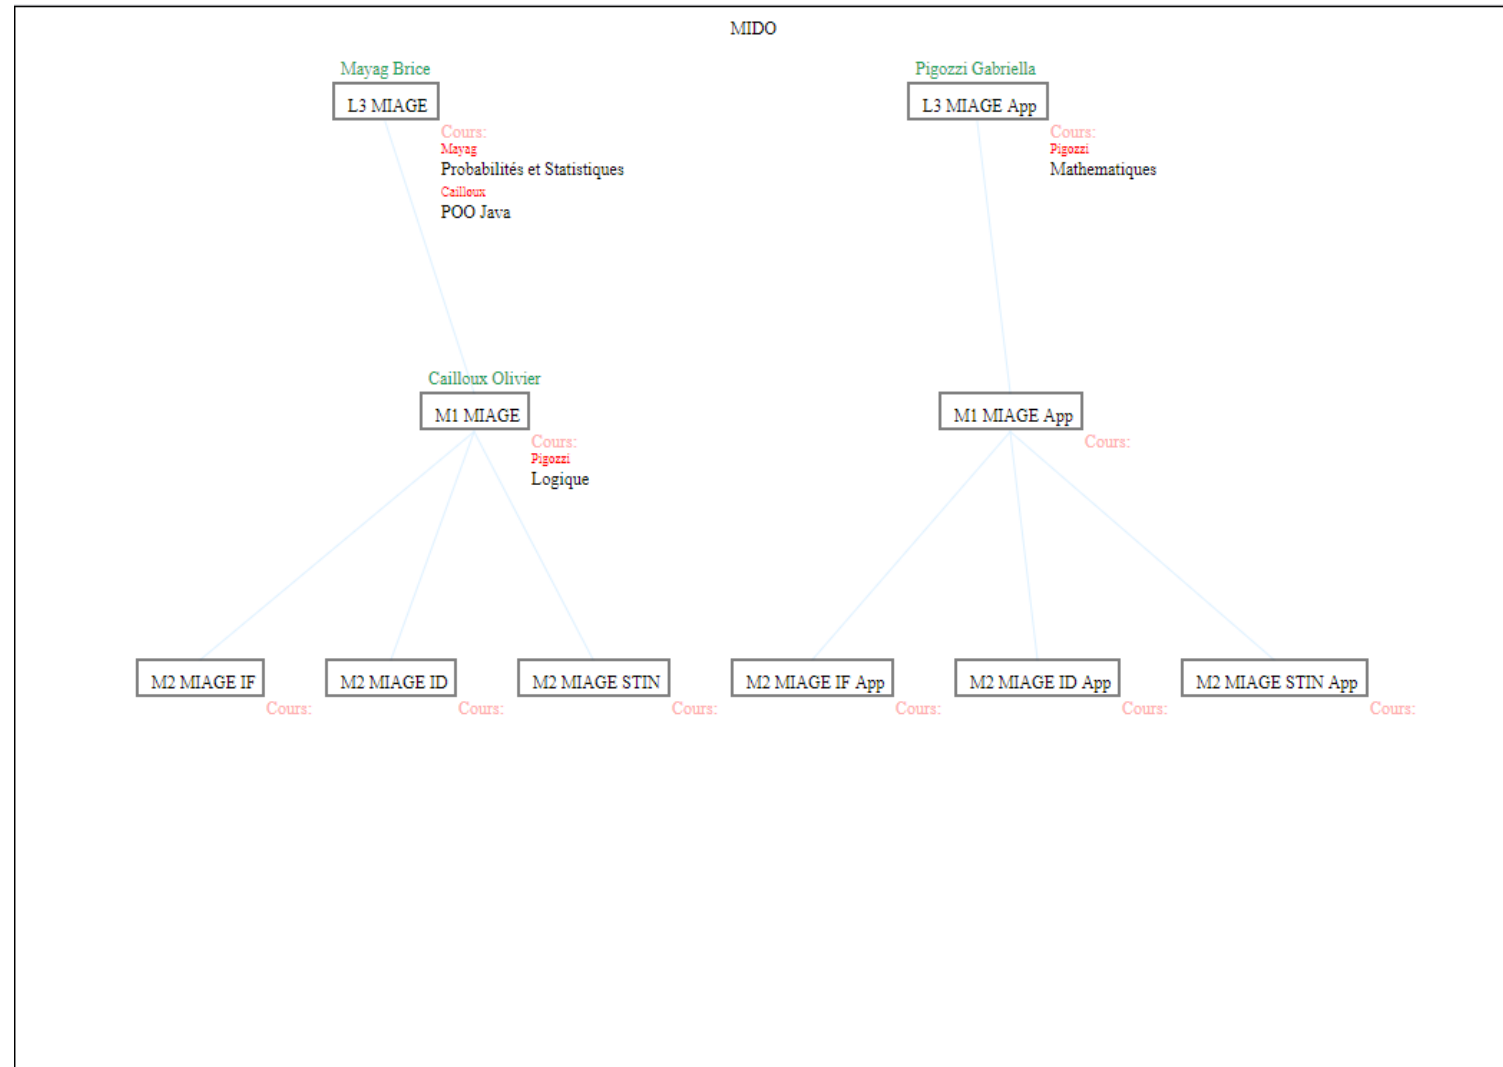 MIDO
Mayag Brice
L3 MIAGE
Cours:
Mayag
Probabilités et Statistiques
Cailloux
POO Java
Pigozzi Gabriella
L3 MIAGE App
Cours:
Pigozzi
Mathematiques
Cailloux Olivier
M1 MIAGE
Cours:
Pigozzi
Logique
M1 MIAGE App
Cours:
M2 MIAGE IF
Cours:
M2 MIAGE ID
Cours:
M2 MIAGE STIN
Cours:
M2 MIAGE IF App
Cours:
M2 MIAGE ID App
Cours:
M2 MIAGE STIN App
Cours: